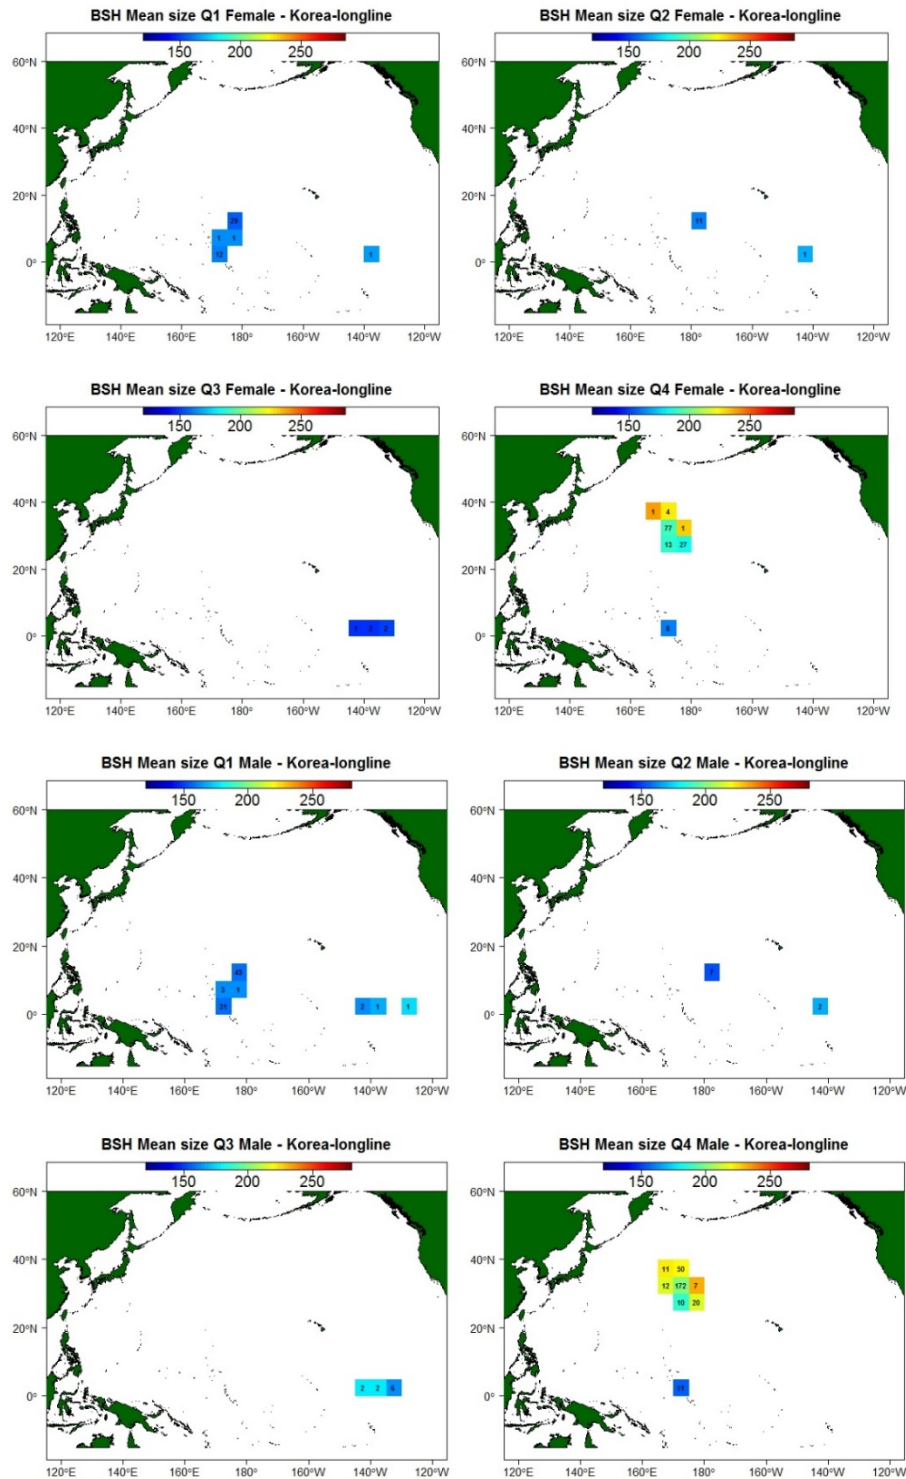 BSH Mean size Q1 Female - Korea-longline
150 200 250
60°N
40°N
20°N
0°
29
1 1
12
1
120°E 140°E 160°E 180° 160°W 140°W 120°W
BSH Mean size Q2 Female - Korea-longline
150 200 250
60°N
40°N
20°N
0°
11
1
120°E 140°E 160°E 180° 160°W 140°W 120°W
BSH Mean size Q3 Female - Korea-longline
150 200 250
60°N
40°N
20°N
0°
1 2 2
120°E 140°E 160°E 180° 160°W 140°W 120°W
BSH Mean size Q4 Female - Korea-longline
150 200 250
60°N
40°N
20°N
0°
1 4
77 1
13 27
120°E 140°E 160°E 180° 160°W 140°W 120°W
BSH Mean size Q1 Male - Korea-longline
150 200 250
60°N
40°N
20°N
0°
45
3 1
31
2 1 1
120°E 140°E 160°E 180° 160°W 140°W 120°W
BSH Mean size Q2 Male - Korea-longline
150 200 250
60°N
40°N
20°N
0°
7
2
120°E 140°E 160°E 180° 160°W 140°W 120°W
BSH Mean size Q3 Male - Korea-longline
150 200 250
60°N
40°N
20°N
0°
2 2 6
120°E 140°E 160°E 180° 160°W 140°W 120°W
BSH Mean size Q4 Male - Korea-longline
150 200 250
60°N
40°N
20°N
0°
11 50
12 172 7
10 20
11
120°E 140°E 160°E 180° 160°W 140°W 120°W